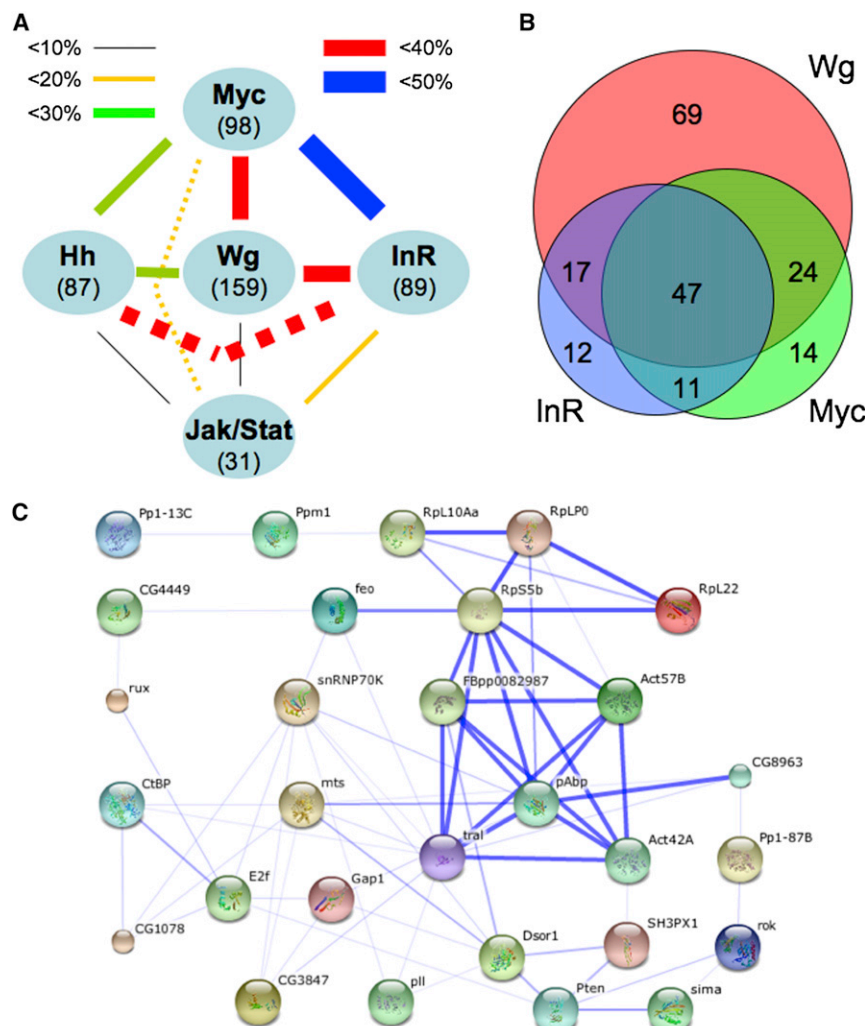 A
<10%
<20%
<30%
<40%
<50%
Myc
(98)
Hh
(87)
Wg
(159)
InR
(89)
Jak/Stat
(31)
B
Wg
69
17
47
24
12
11
14
InR
Myc
C
Pp1-13C
Ppm1
RpL10Aa
RpLP0
CG4449
feo
RpS5b
RpL22
rux
snRNP70K
FBpp0082987
Act57B
CtBP
mts
pAbp
CG8963
tral
Act42A
Pp1-87B
E2f
Gap1
CG1078
Dsor1
SH3PX1
rok
CG3847
pll
Pten
sima